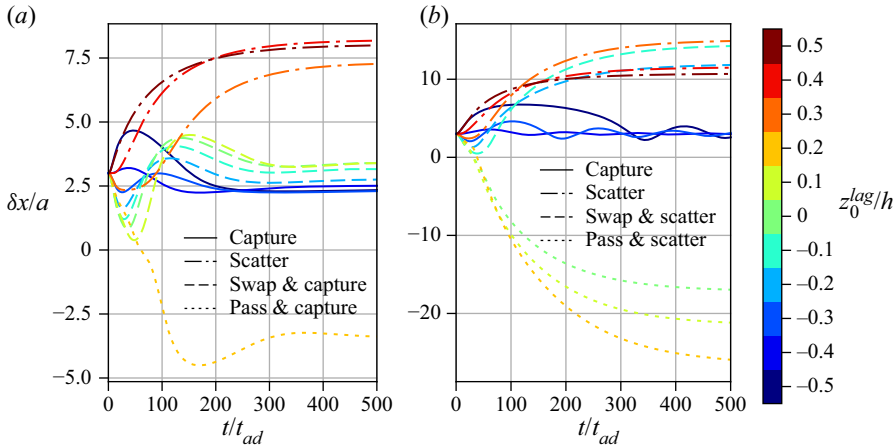 (a)
7.5
5.0
2.5
0
−2.5
−5.0
δx/a
Capture
Scatter
Swap & capture
Pass & capture
0 100 200 300 400 500
t/t_ad
(b)
10
0
−10
−20
Capture
Scatter
Swap & scatter
Pass & scatter
0 100 200 300 400 500
t/t_ad
0.5
0.4
0.3
0.2
0.1
0
−0.1
−0.2
−0.3
−0.4
−0.5
z_0^{lag}/h